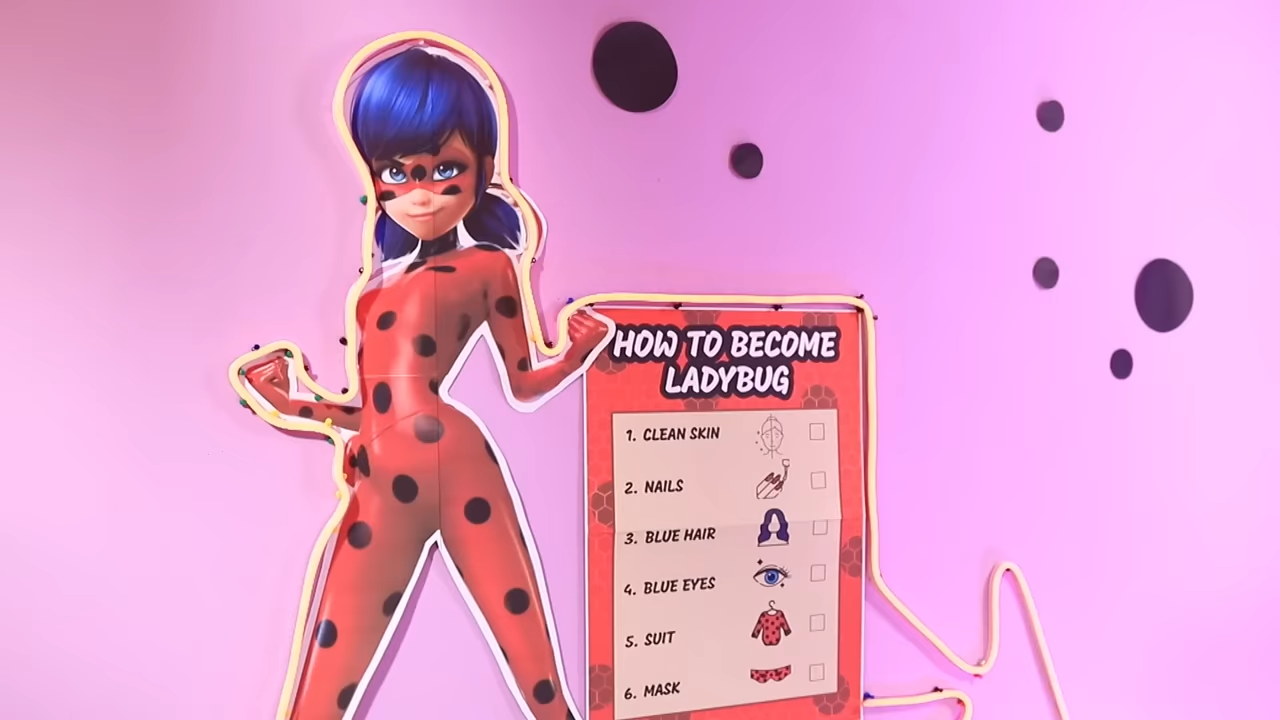 HOW TO BECOME
LADYBUG
1. CLEAN SKIN
2. NAILS
3. BLUE HAIR
4. BLUE EYES
5. SUIT
6. MASK